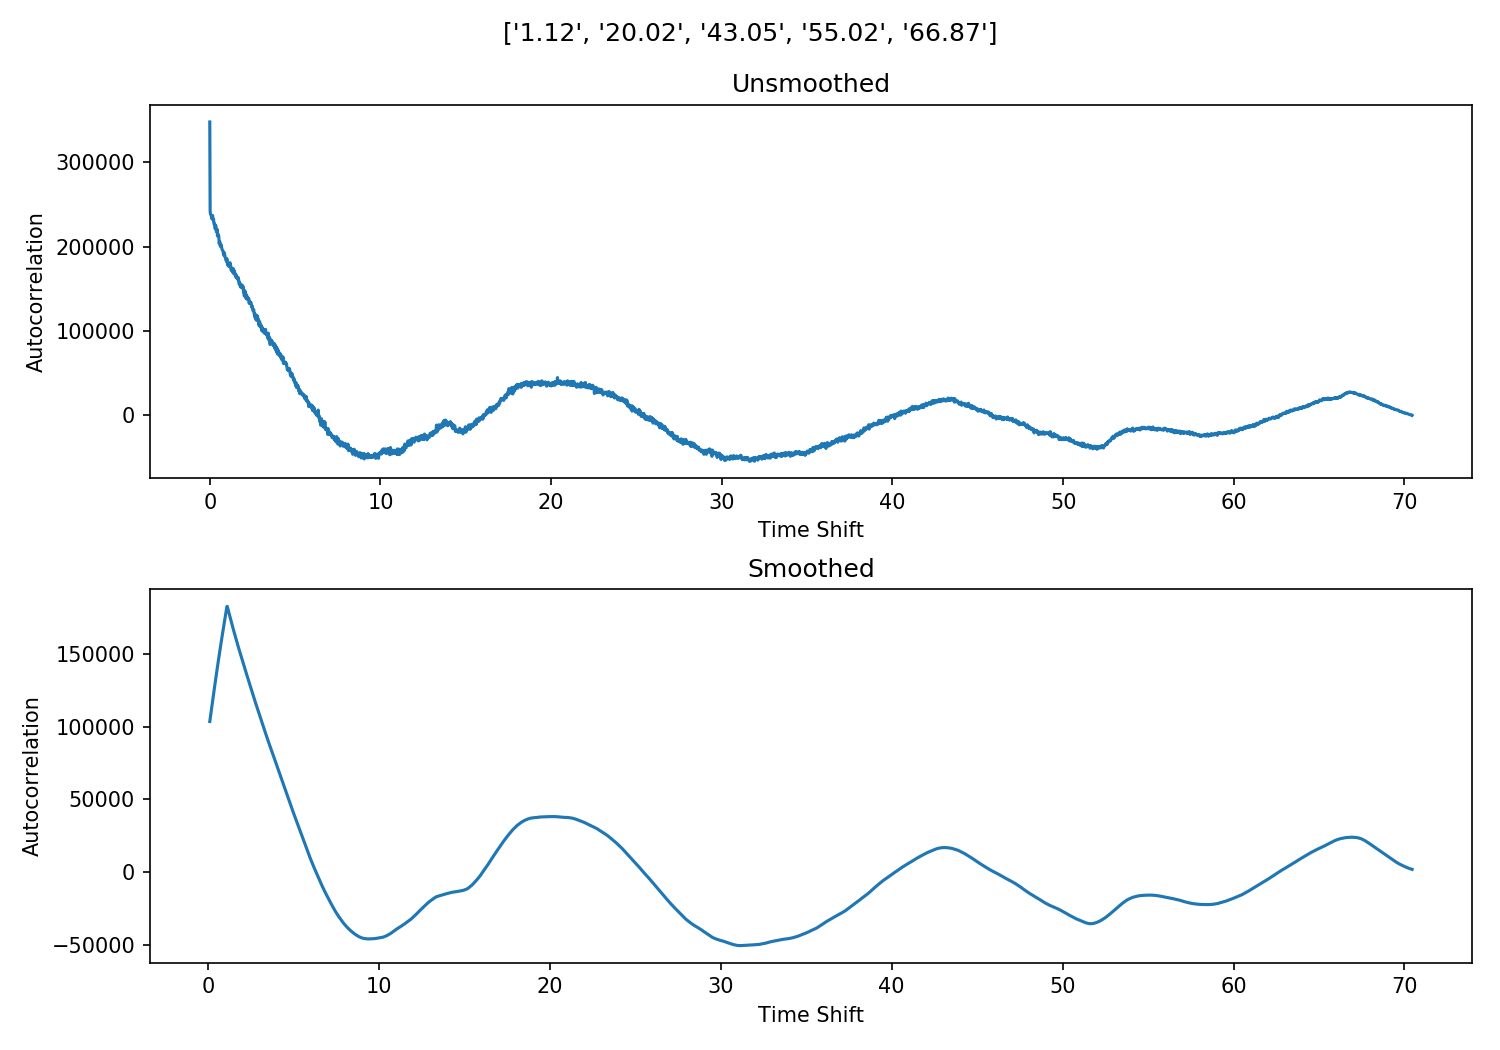 ['1.12', '20.02', '43.05', '55.02', '66.87']
Unsmoothed
Autocorrelation
300000
200000
100000
0
0 10 20 30 40 50 60 70
Time Shift
Smoothed
Autocorrelation
150000
100000
50000
0
−50000
0 10 20 30 40 50 60 70
Time Shift